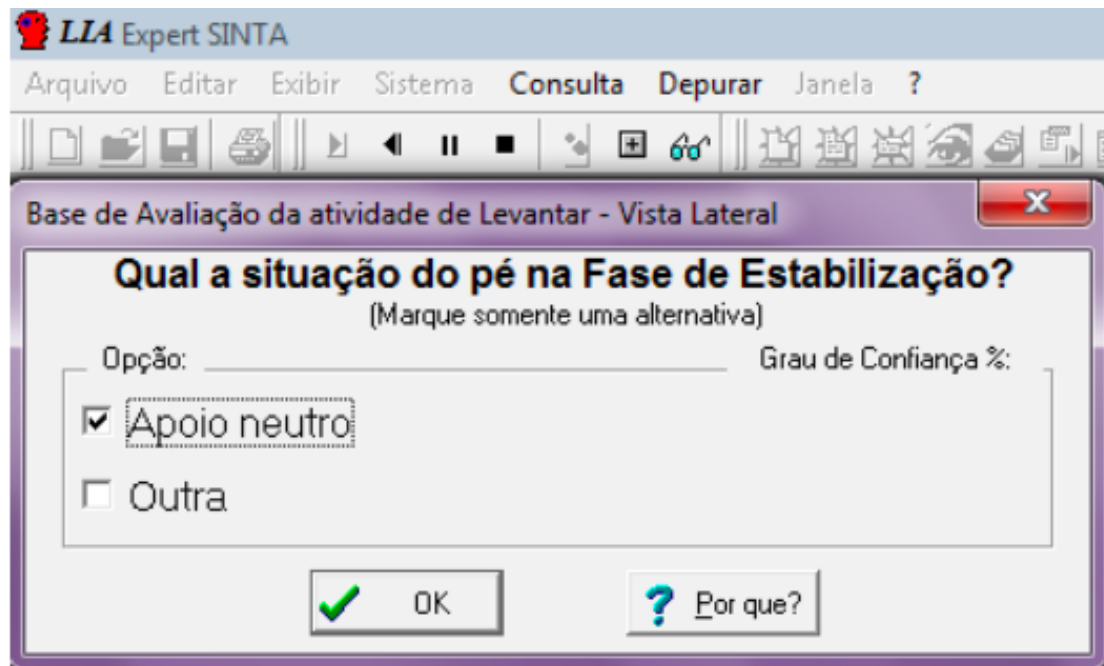 LIA Expert SINTA
Arquivo Editar Exibir Sistema Consulta Depurar Janela ?
Base de Avaliação da atividade de Levantar - Vista Lateral
Qual a situação do pé na Fase de Estabilização?
(Marque somente uma alternativa)
Opção: Grau de Confiança %:
Apoio neutro
Outra
OK Por que?